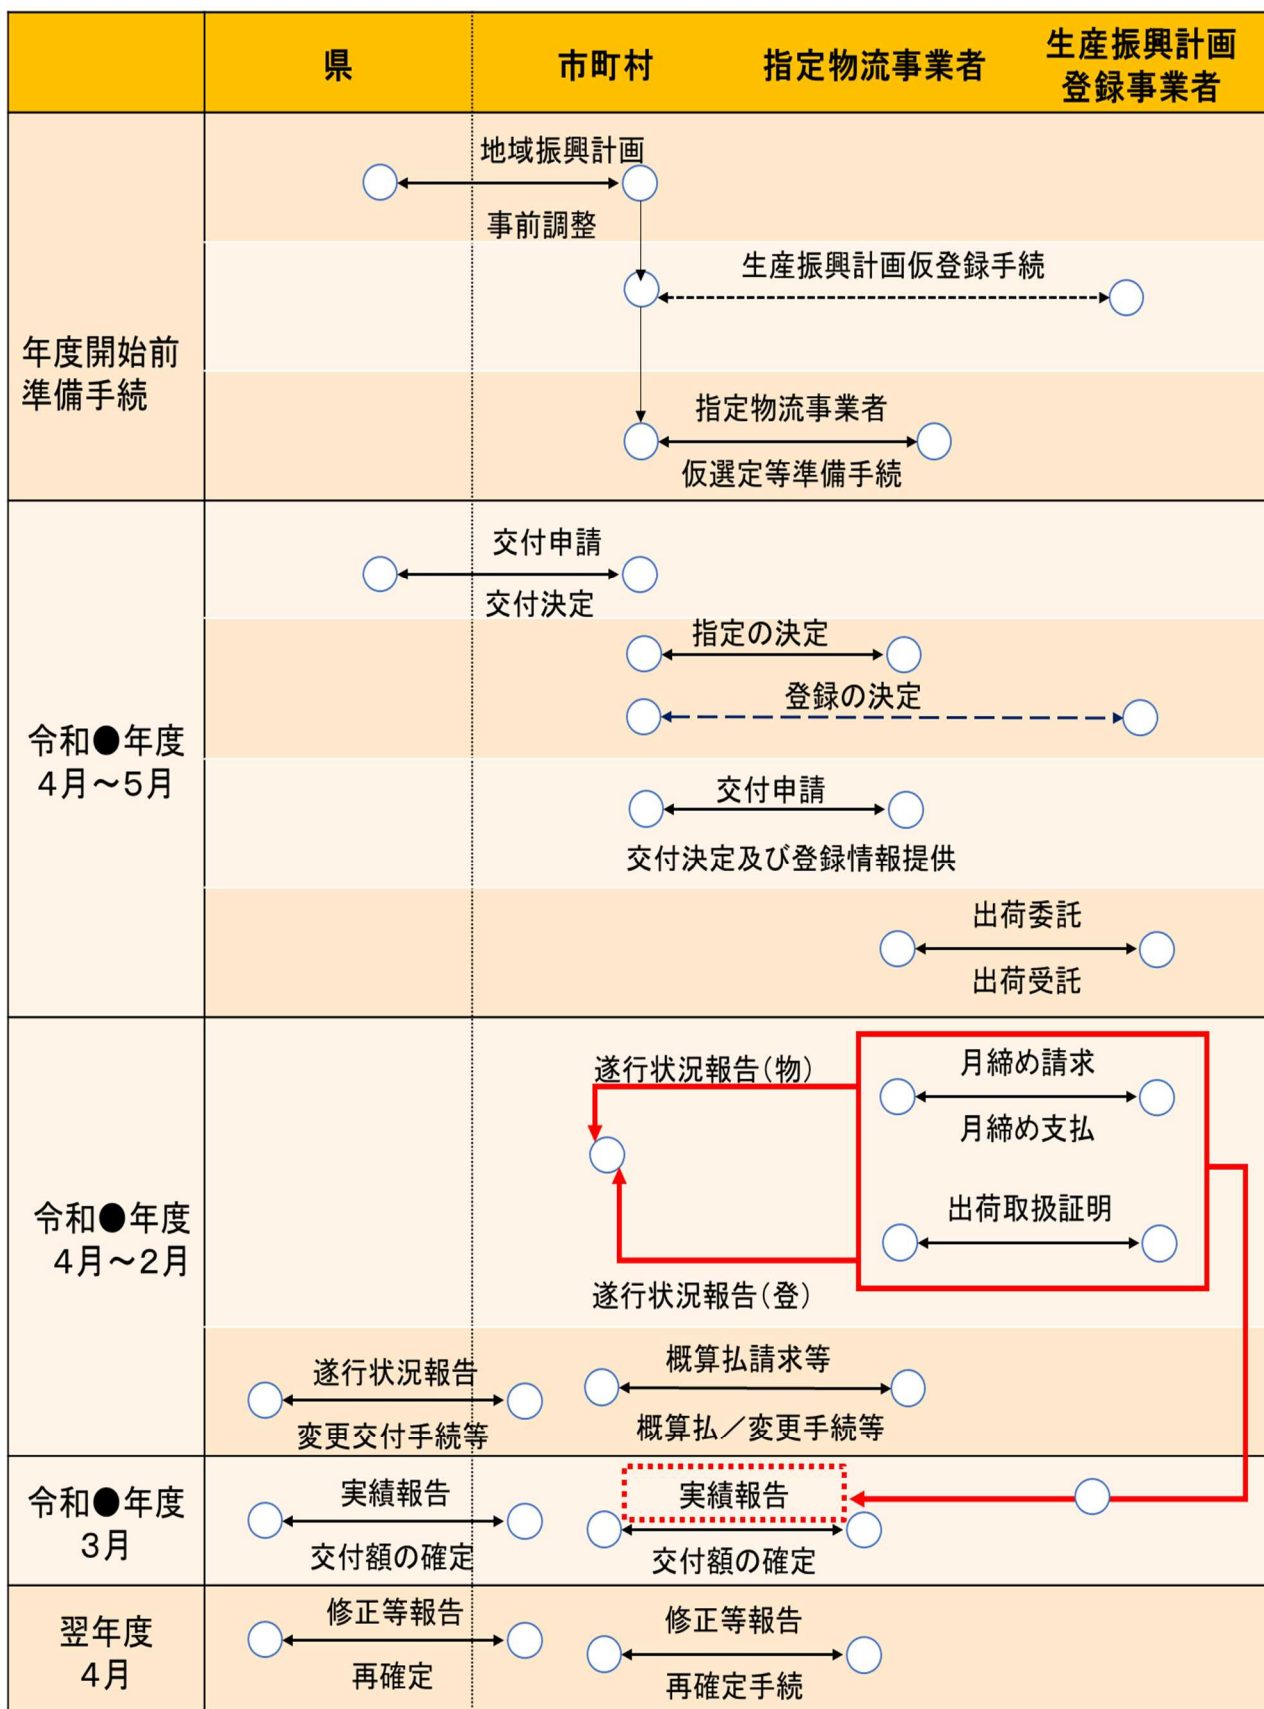 県
市町村
指定物流事業者
生産振興計画
登録事業者
年度開始前
準備手続
地域振興計画
事前調整
生産振興計画仮登録手続
指定物流事業者
仮選定等準備手続
令和●年度
4月～5月
交付申請
交付決定
指定の決定
登録の決定
交付申請
交付決定及び登録情報提供
出荷委託
出荷受託
令和●年度
4月～2月
遂行状況報告（物）
月締め請求
月締め支払
出荷取扱証明
遂行状況報告（登）
遂行状況報告
変更交付手続等
概算払請求等
概算払／変更手続等
令和●年度
3月
実績報告
交付額の確定
実績報告
交付額の確定
翌年度
4月
修正等報告
再確定
修正等報告
再確定手続